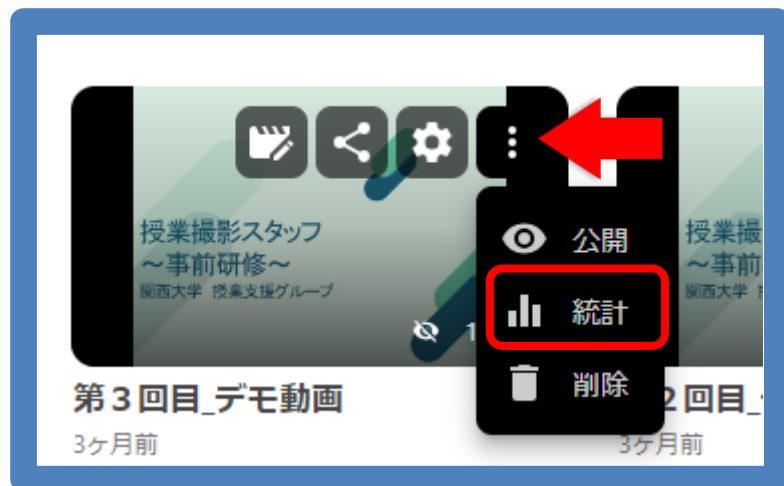 授業撮影スタッフ
～事前研修～
関西大学 授業支援グループ
1
公開
統計
削除
第３回目_デモ動画
3ヶ月前
授業撮
～事前
関西大学
２回目_
3ヶ月前